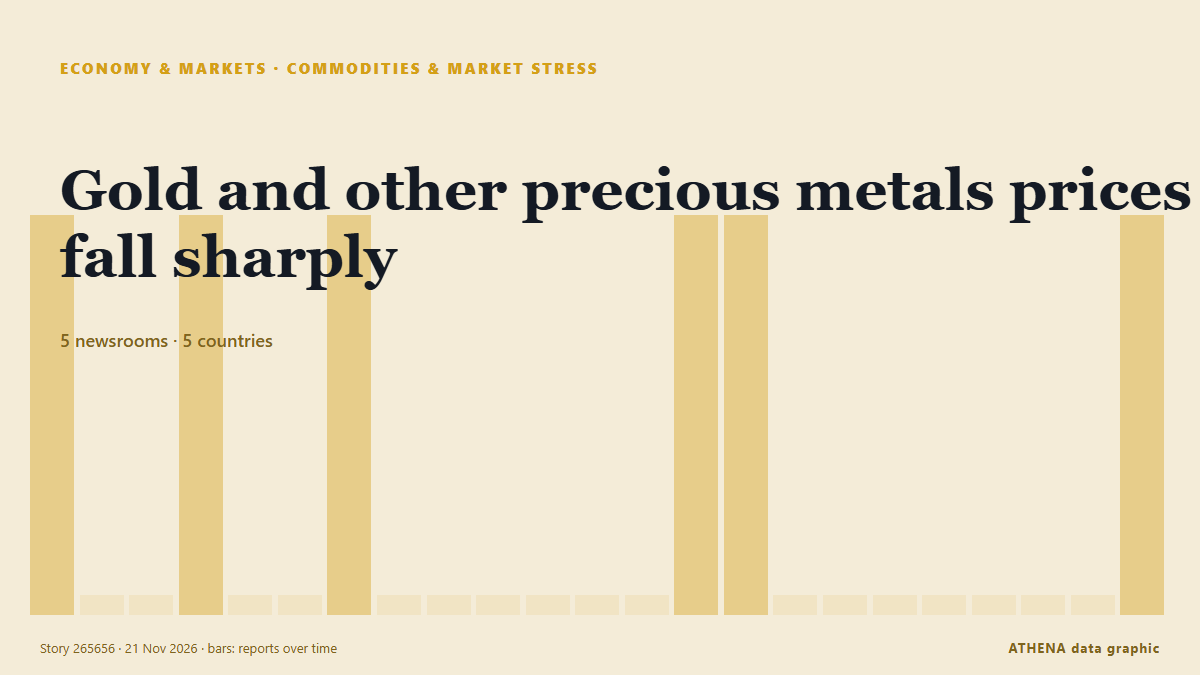 ECONOMY & MARKETS · COMMODITIES & MARKET STRESS
Gold and other precious metals prices
fall sharply
5 newsrooms · 5 countries
Story 265656 · 21 Nov 2026 · bars: reports over time
ATHENA data graphic